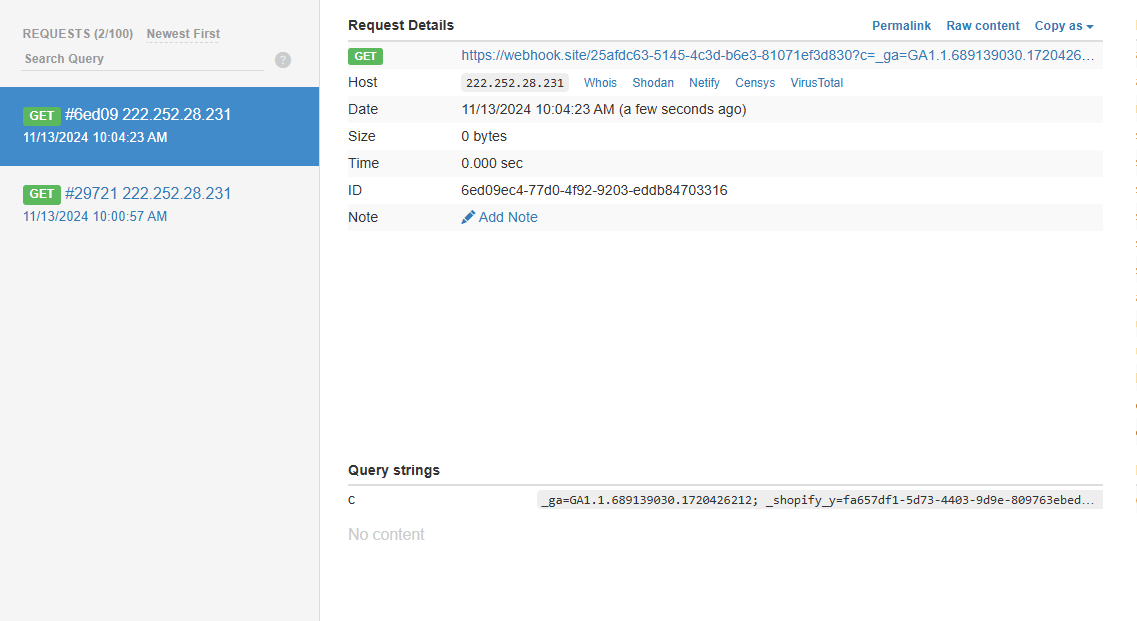 REQUESTS (2/100) Newest First
Search Query ?
GET #6ed09 222.252.28.231
11/13/2024 10:04:23 AM
GET #29721 222.252.28.231
11/13/2024 10:00:57 AM
Request Details Permalink Raw content Copy as
GET https://webhook.site/25afdc63-5145-4c3d-b6e3-81071ef3d830?c=_ga=GA1.1.689139030.1720426...
Host 222.252.28.231 Whois Shodan Netify Censys VirusTotal
Date 11/13/2024 10:04:23 AM (a few seconds ago)
Size 0 bytes
Time 0.000 sec
ID 6ed09ec4-77d0-4f92-9203-eddb84703316
Note Add Note
Query strings
c _ga=GA1.1.689139030.1720426212; _shopify_y=fa657df1-5d73-4403-9d9e-809763ebed...
No content